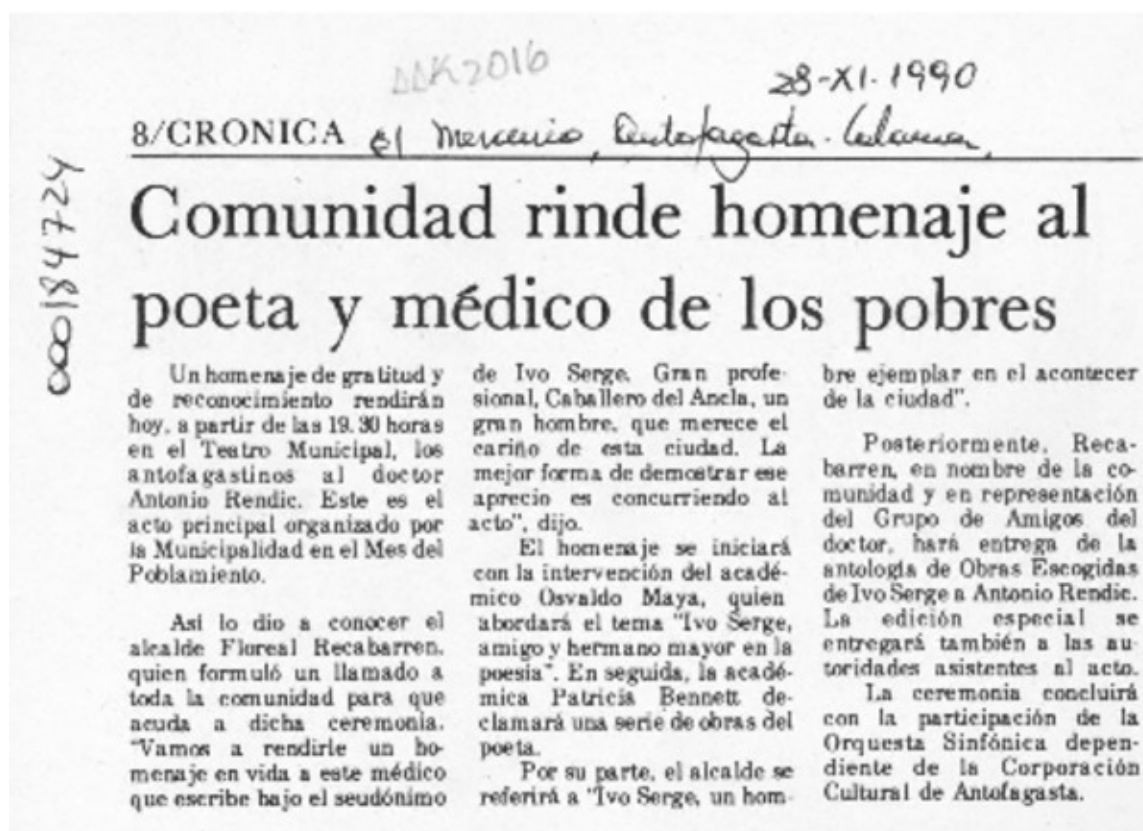 AAK2016
28-XI-1990
8/CRONICA el Mercurio, Antofagasta-Calama,
0001847724
Comunidad rinde homenaje al
poeta y médico de los pobres
Un homenaje de gratitud y
de reconocimiento rendirán
hoy, a partir de las 19.30 horas
en el Teatro Municipal, los
antofagastinos al doctor
Antonio Rendic. Este es el
acto principal organizado por
la Municipalidad en el Mes del
Poblamiento.
Así lo dio a conocer el
alcalde Floreal Recabarren,
quien formuló un llamado a
toda la comunidad para que
acuda a dicha ceremonia.
"Vamos a rendirle un ho-
menaje en vida a este médico
que escribe bajo el seudónimo
de Ivo Serge. Gran profe-
sional, Caballero del Ancla, un
gran hombre, que merece el
cariño de esta ciudad. La
mejor forma de demostrar ese
aprecio es concurriendo al
acto", dijo.
El homenaje se iniciará
con la intervención del acadé-
mico Osvaldo Maya, quien
abordará el tema "Ivo Serge,
amigo y hermano mayor en la
poesía". En seguida, la acadé-
mica Patricia Bennett de-
clamará una serie de obras del
poeta.
Por su parte, el alcalde se
referirá a "Ivo Serge, un hom-
bre ejemplar en el acontecer
de la ciudad".
Posteriormente, Reca-
barren, en nombre de la co-
munidad y en representación
del Grupo de Amigos del
doctor, hará entrega de la
antología de Obras Escogidas
de Ivo Serge a Antonio Rendic.
La edición especial se
entregará también a las au-
toridades asistentes al acto.
La ceremonia concluirá
con la participación de la
Orquesta Sinfónica depen-
diente de la Corporación
Cultural de Antofagasta.